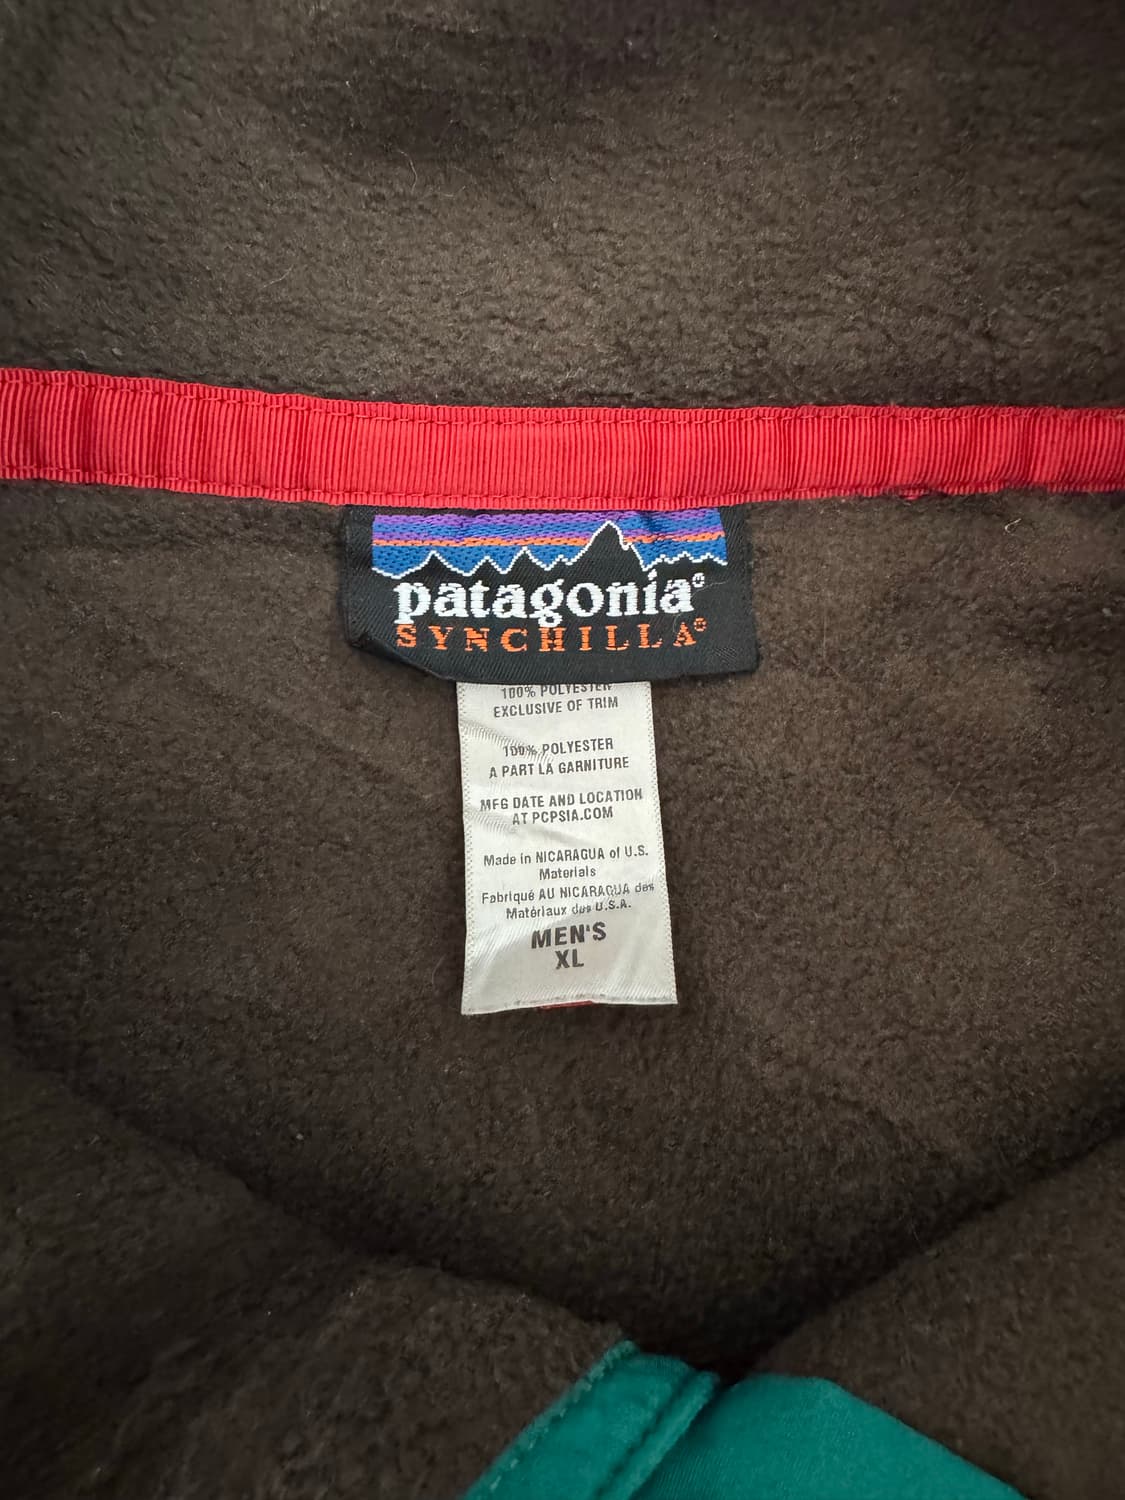 patagonia®
SYNCHILLA®
100% POLYESTER
EXCLUSIVE OF TRIM
100% POLYESTER
A PART LA GARNITURE
MFG DATE AND LOCATION
AT PCPSIA.COM
Made in NICARAGUA of U.S.
Materials
Fabriqué AU NICARAGUA des
Matériaux des U.S.A.
MEN'S
XL